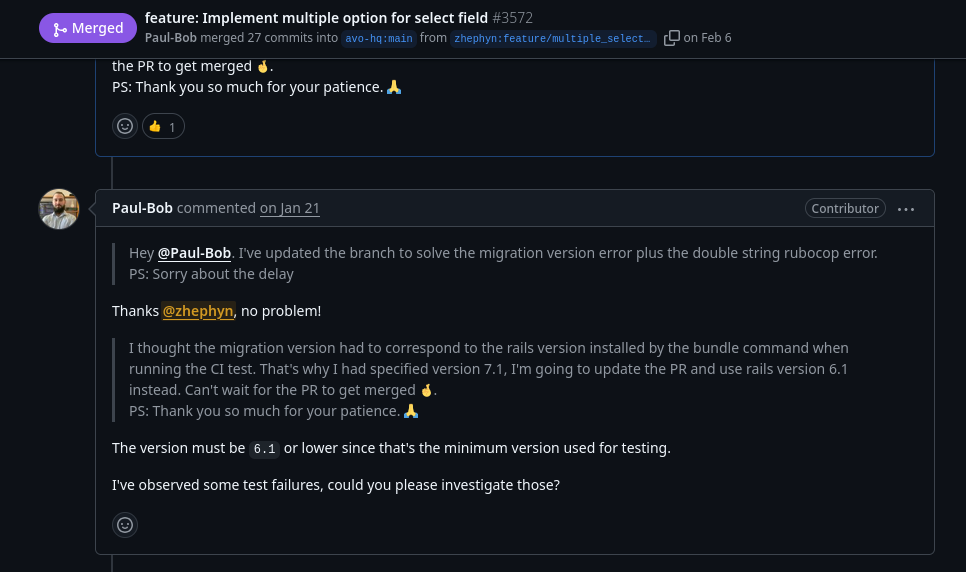 Merged
feature: Implement multiple option for select field #3572
Paul-Bob merged 27 commits into avo-hq:main from zhephyn:feature/multiple_select… on Feb 6
the PR to get merged 🤞.
PS: Thank you so much for your patience. 🙏
👍 1
Paul-Bob commented on Jan 21
Contributor
Hey @Paul-Bob. I've updated the branch to solve the migration version error plus the double string rubocop error.
PS: Sorry about the delay
Thanks @zhephyn, no problem!
I thought the migration version had to correspond to the rails version installed by the bundle command when
running the CI test. That's why I had specified version 7.1, I'm going to update the PR and use rails version 6.1
instead. Can't wait for the PR to get merged 🤞.
PS: Thank you so much for your patience. 🙏
The version must be 6.1 or lower since that's the minimum version used for testing.
I've observed some test failures, could you please investigate those?